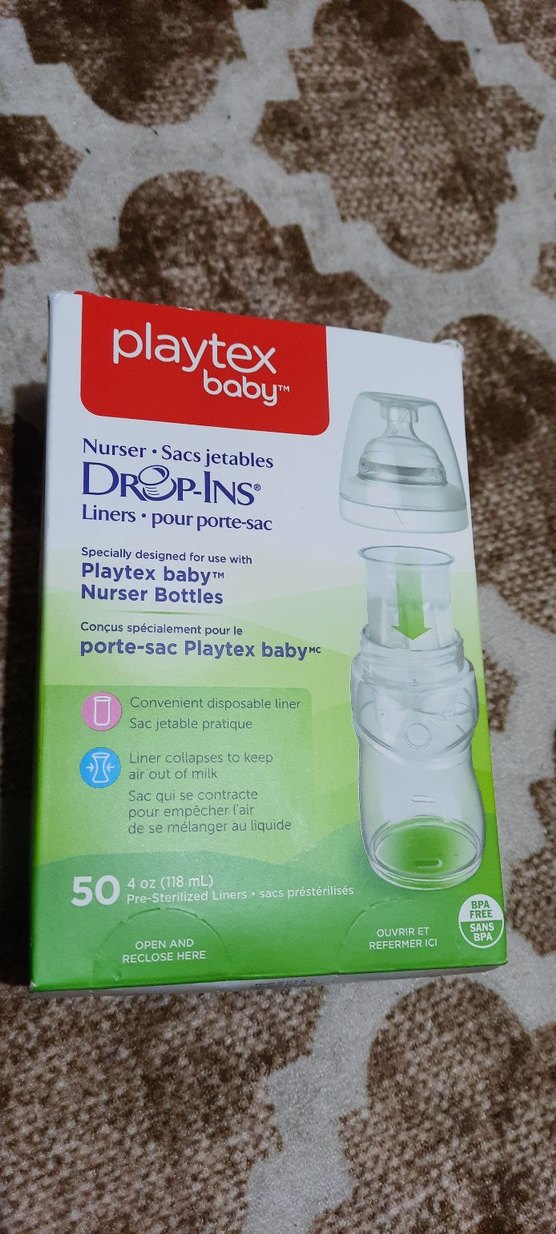 playtex
baby™
Nurser • Sacs jetables
DROP-INS®
Liners • pour porte-sac
Specially designed for use with
Playtex baby™
Nurser Bottles
Conçus spécialement pour le
porte-sac Playtex baby MC
Convenient disposable liner
Sac jetable pratique
Liner collapses to keep
air out of milk
Sac qui se contracte
pour empêcher l'air
de se mélanger au liquide
50 4 oz (118 mL)
Pre-Sterilized Liners • sacs préstérilisés
BPA
FREE
SANS
BPA
OPEN AND
RECLOSE HERE
OUVRIR ET
REFERMER ICI